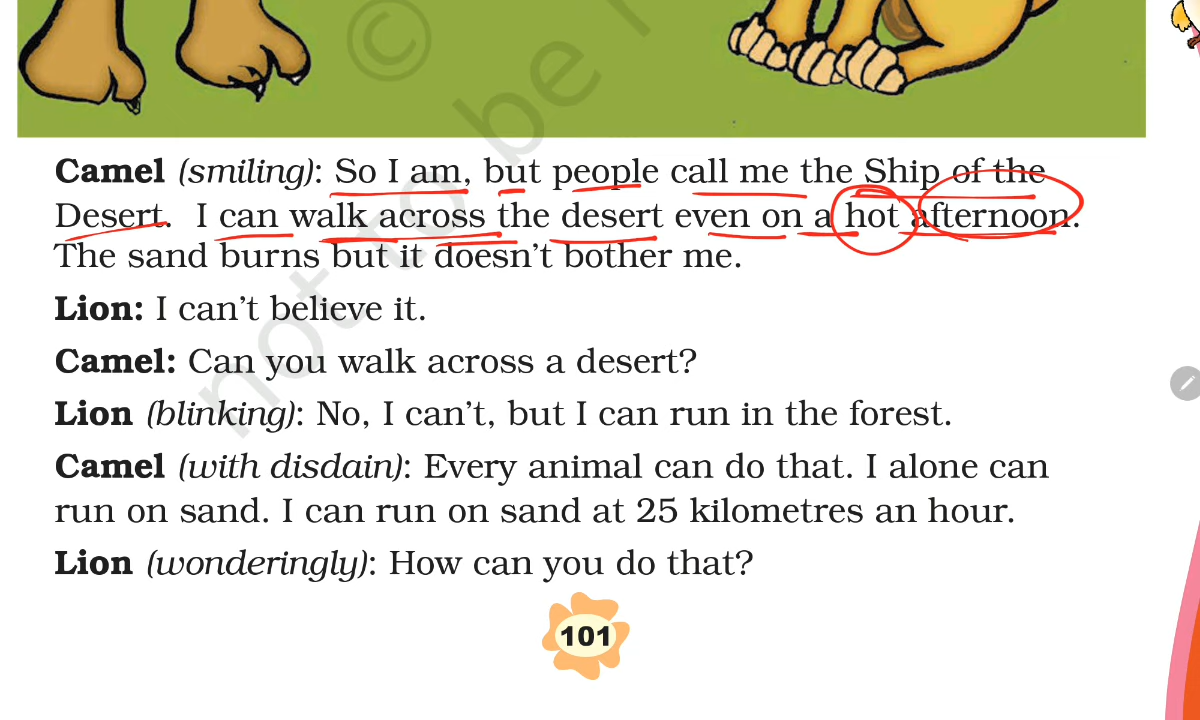 © not to be r
Camel (smiling): So I am, but people call me the Ship of the
Desert. I can walk across the desert even on a hot afternoon.
The sand burns but it doesn't bother me.
Lion: I can't believe it.
Camel: Can you walk across a desert?
Lion (blinking): No, I can't, but I can run in the forest.
Camel (with disdain): Every animal can do that. I alone can
run on sand. I can run on sand at 25 kilometres an hour.
Lion (wonderingly): How can you do that?
101